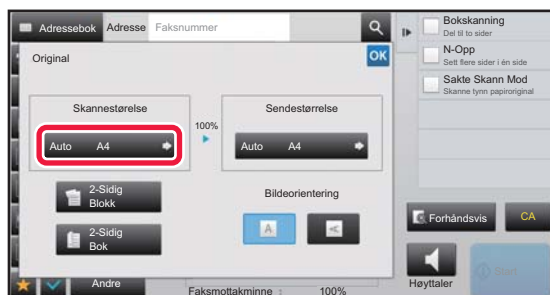 Adressebok Adresse Faksnummer
Original
OK
Skannestørelse
Auto A4
100%
Sendestørrelse
Auto A4
2-Sidig
Blokk
2-Sidig
Bok
Bildeorientering
A
A
Andre
Faksmottakminne : 100%
Bokskanning
Del til to sider
N-Opp
Sett flere sider i én side
Sakte Skann Mod
Skanne tynn papiroriginal
Forhåndsvis
CA
Høyttaler
Start